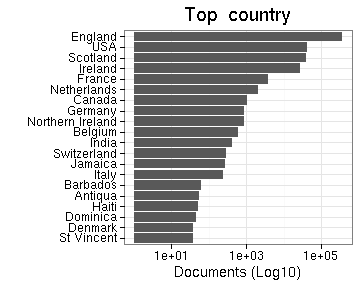 Top country
England
USA
Scotland
Ireland
France
Netherlands
Canada
Germany
Northern Ireland
Belgium
India
Switzerland
Jamaica
Italy
Barbados
Antigua
Haiti
Dominica
Denmark
St Vincent
1e+01 1e+03 1e+05
Documents (Log10)